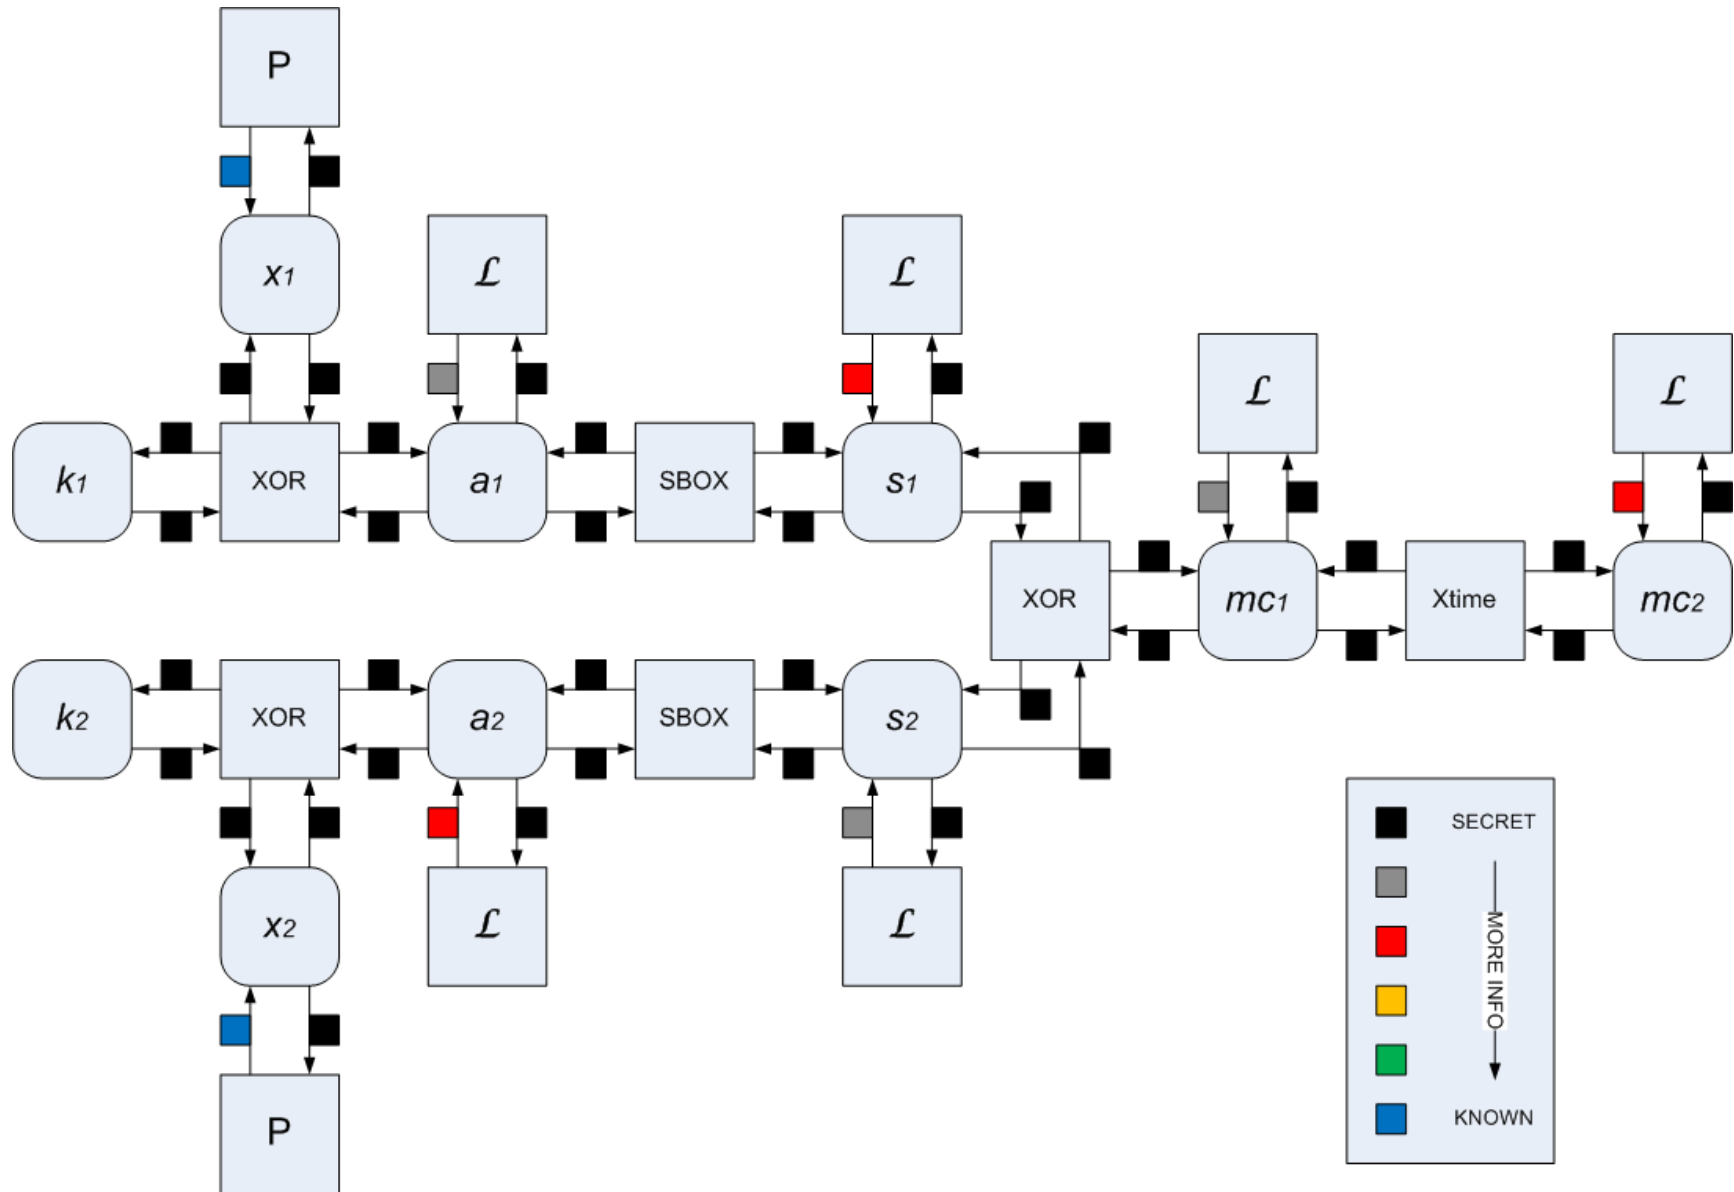 P
x1
ℒ
ℒ
ℒ
ℒ
k1
XOR
a1
SBOX
s1
XOR
mc1
Xtime
mc2
k2
XOR
a2
SBOX
s2
x2
ℒ
ℒ
P
SECRET
MORE INFO
KNOWN